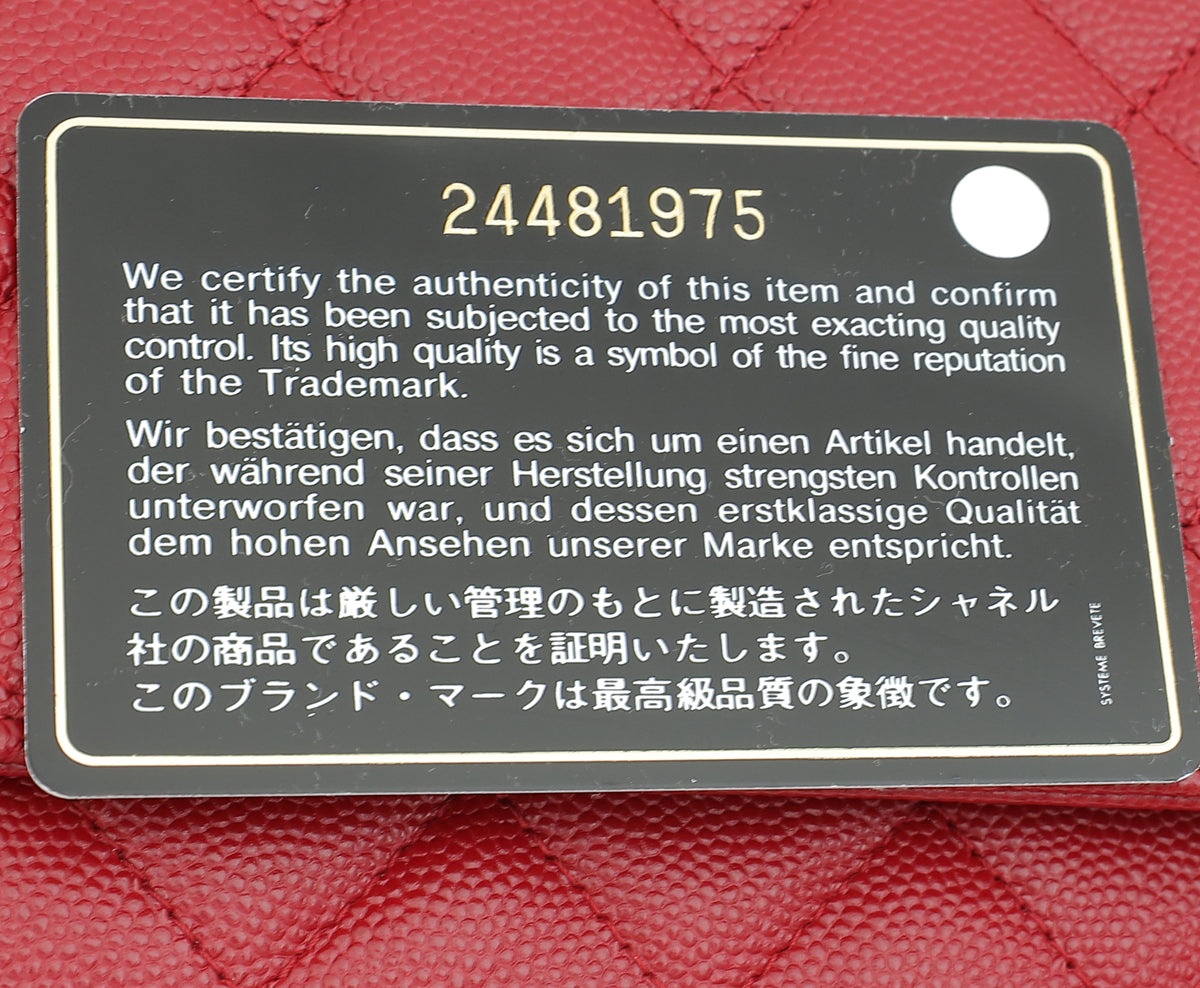 24481975
We certify the authenticity of this item and confirm
that it has been subjected to the most exacting quality
control. Its high quality is a symbol of the fine reputation
of the Trademark.
Wir bestätigen, dass es sich um einen Artikel handelt,
der während seiner Herstellung strengsten Kontrollen
unterworfen war, und dessen erstklassige Qualität
dem hohen Ansehen unserer Marke entspricht.
この製品は厳しい管理のもとに製造されたシャネル
社の商品であることを証明いたします。
このブランド・マークは最高級品質の象徴です。
SYSTEME BREVETE